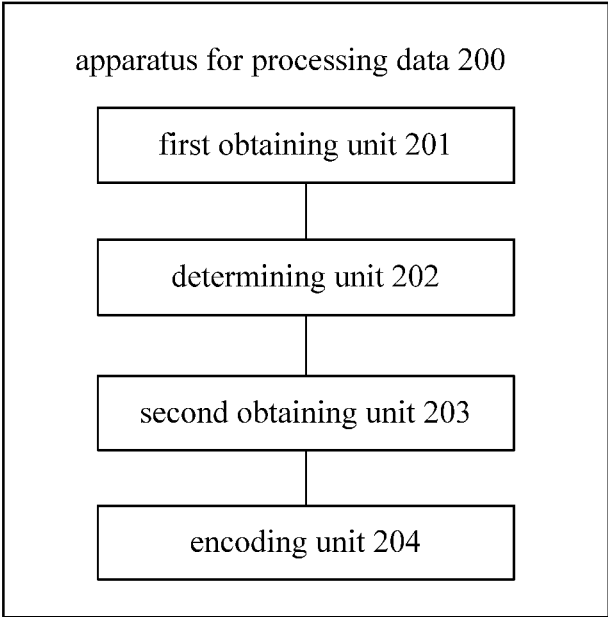 apparatus for processing data 200
first obtaining unit 201
determining unit 202
second obtaining unit 203
encoding unit 204